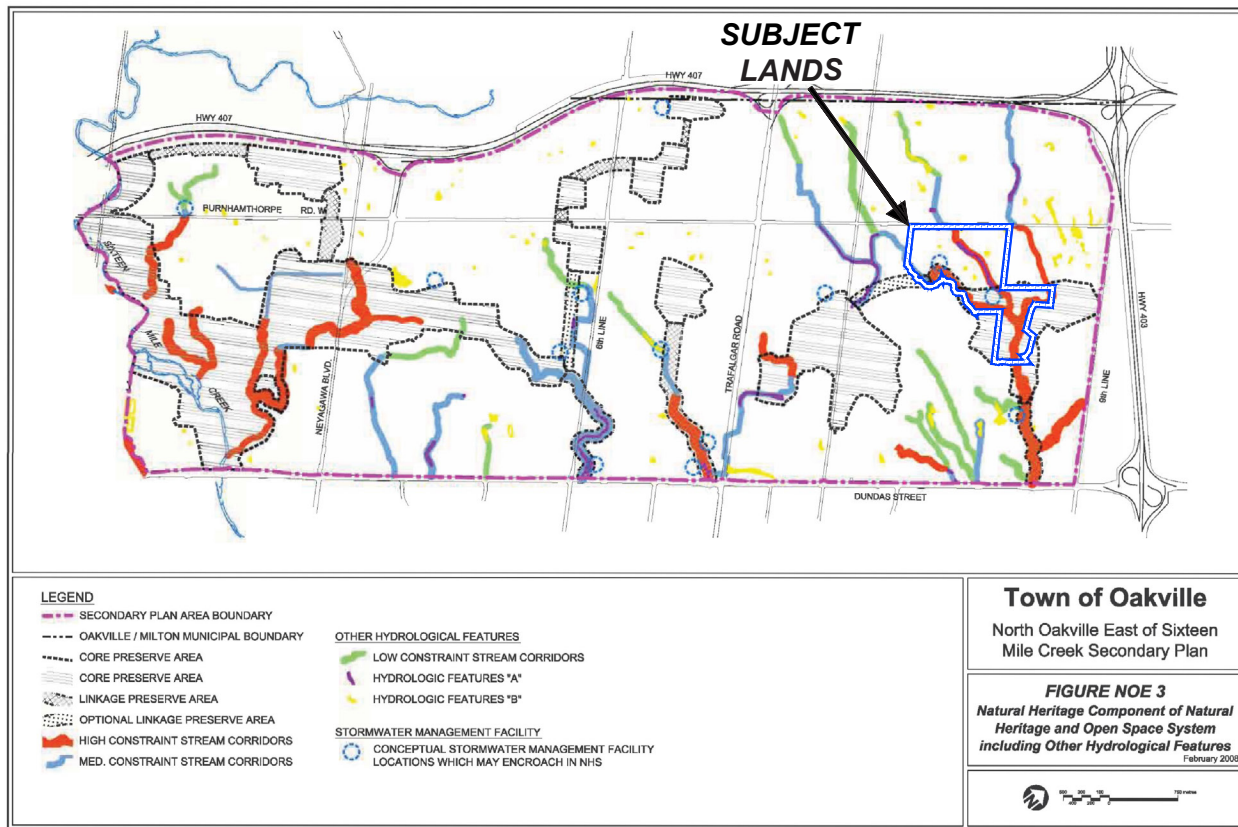 SUBJECT
LANDS
HWY 407
HWY 407
BURNHAMTHORPE RD. W
SIXTEEN
MILE
CREEK
NEYAGAWA BLVD.
6th LINE
TRAFALGAR ROAD
HWY 403
9th LINE
DUNDAS STREET
LEGEND
SECONDARY PLAN AREA BOUNDARY
OAKVILLE / MILTON MUNICIPAL BOUNDARY
CORE PRESERVE AREA
CORE PRESERVE AREA
LINKAGE PRESERVE AREA
OPTIONAL LINKAGE PRESERVE AREA
HIGH CONSTRAINT STREAM CORRIDORS
MED. CONSTRAINT STREAM CORRIDORS
OTHER HYDROLOGICAL FEATURES
LOW CONSTRAINT STREAM CORRIDORS
HYDROLOGIC FEATURES "A"
HYDROLOGIC FEATURES "B"
STORMWATER MANAGEMENT FACILITY
CONCEPTUAL STORMWATER MANAGEMENT FACILITY
LOCATIONS WHICH MAY ENCROACH IN NHS
Town of Oakville
North Oakville East of Sixteen
Mile Creek Secondary Plan
FIGURE NOE 3
Natural Heritage Component of Natural
Heritage and Open Space System
including Other Hydrological Features
February 2008